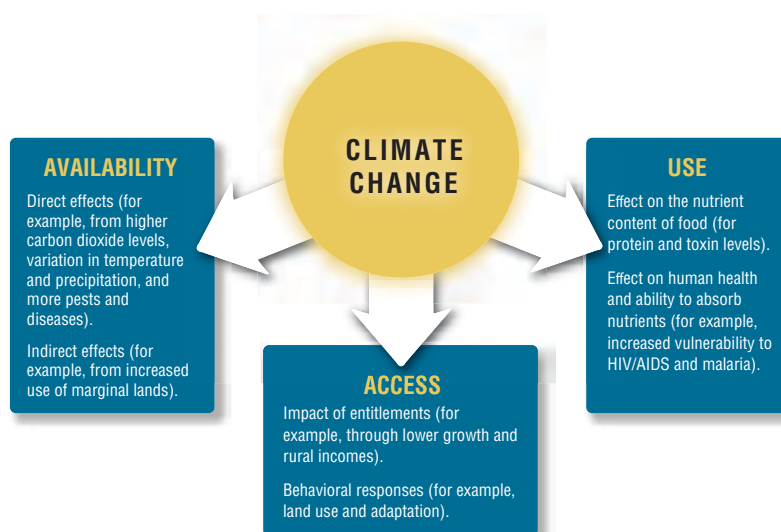 CLIMATE
CHANGE
AVAILABILITY
Direct effects (for
example, from higher
carbon dioxide levels,
variation in temperature
and precipitation, and
more pests and
diseases).
Indirect effects (for
example, from increased
use of marginal lands).
ACCESS
Impact of entitlements (for
example, through lower growth and
rural incomes).
Behavioral responses (for example,
land use and adaptation).
USE
Effect on the nutrient
content of food (for
protein and toxin levels).
Effect on human health
and ability to absorb
nutrients (for example,
increased vulnerability to
HIV/AIDS and malaria).